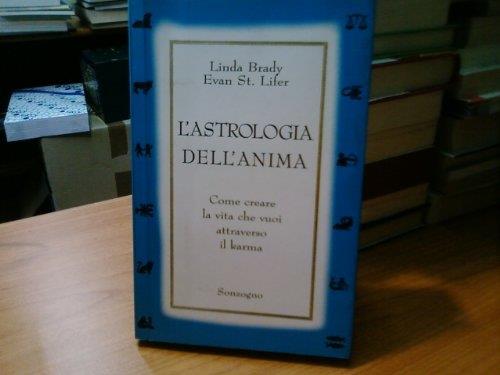 Linda Brady
Evan St. Lifer
L'ASTROLOGIA
DELL'ANIMA
Come creare
la vita che vuoi
attraverso
il karma
Sonzogno